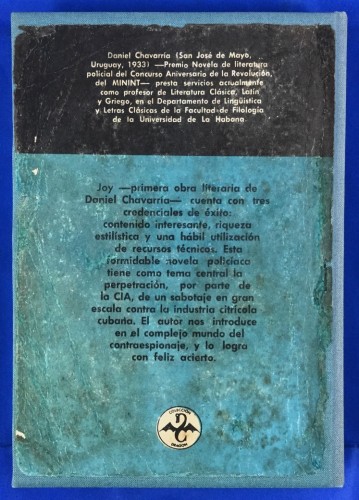 Daniel Chavarría (San José de Mayo,
Uruguay, 1933) —Premio Novela de literatura
policial del Concurso Aniversario de la Revolución,
del MININT— presta servicios actualmente
como profesor de Literatura Clásica, Latín
y Griego, en el Departamento de Lingüística
y Letras Clásicas de la Facultad de Filología
de la Universidad de La Habana.
Joy —primera obra literaria de
Daniel Chavarría— cuenta con tres
credenciales de éxito:
contenido interesante, riqueza
estilística y una hábil utilización
de recursos técnicos. Esta
formidable novela policíaca
tiene como tema central la
perpetración, por parte de
la CIA, de un sabotaje en gran
escala contra la industria citrícola
cubana. El autor nos introduce
en el complejo mundo del
contraespionaje, y lo logra
con feliz acierto.
COLECCIÓN
DC
DRAGÓN